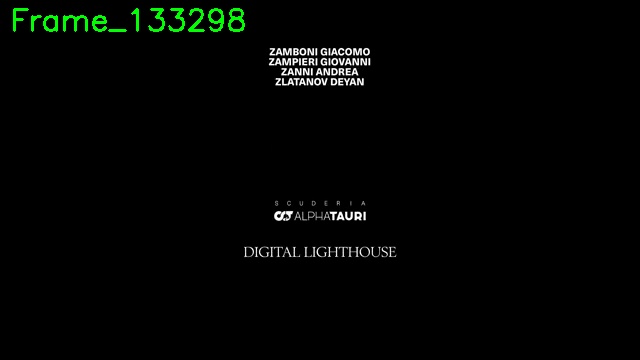 Frame_133298
ZAMBONI GIACOMO
ZAMPIERI GIOVANNI
ZANNI ANDREA
ZLATANOV DEYAN
SCUDERIA
ALPHATAURI
DIGITAL LIGHTHOUSE